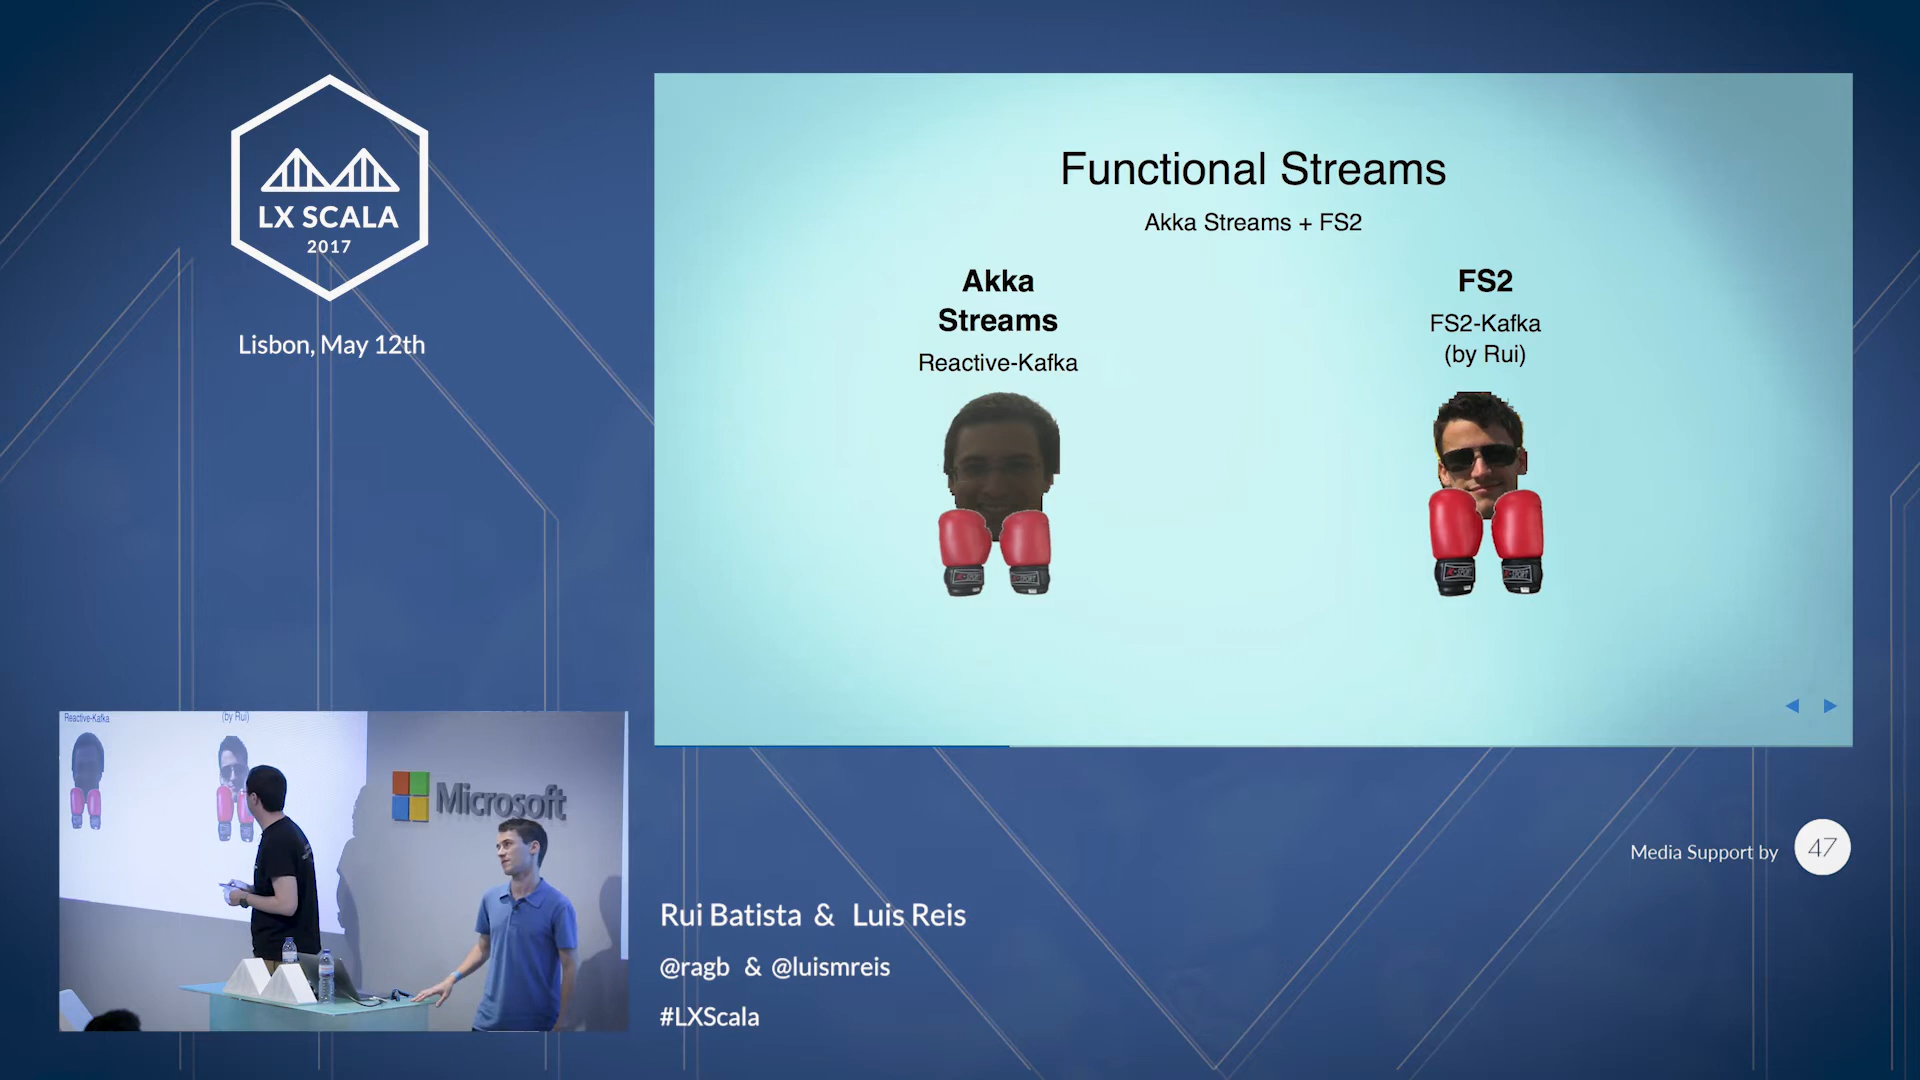 LX SCALA
2017
Lisbon, May 12th
Functional Streams
Akka Streams + FS2
Akka
Streams
Reactive-Kafka
FS2
FS2-Kafka
(by Rui)
Reactive-Kafka
(by Rui)
Microsoft
Media Support by
47
Rui Batista & Luis Reis
@ragb & @luismreis
#LXScala